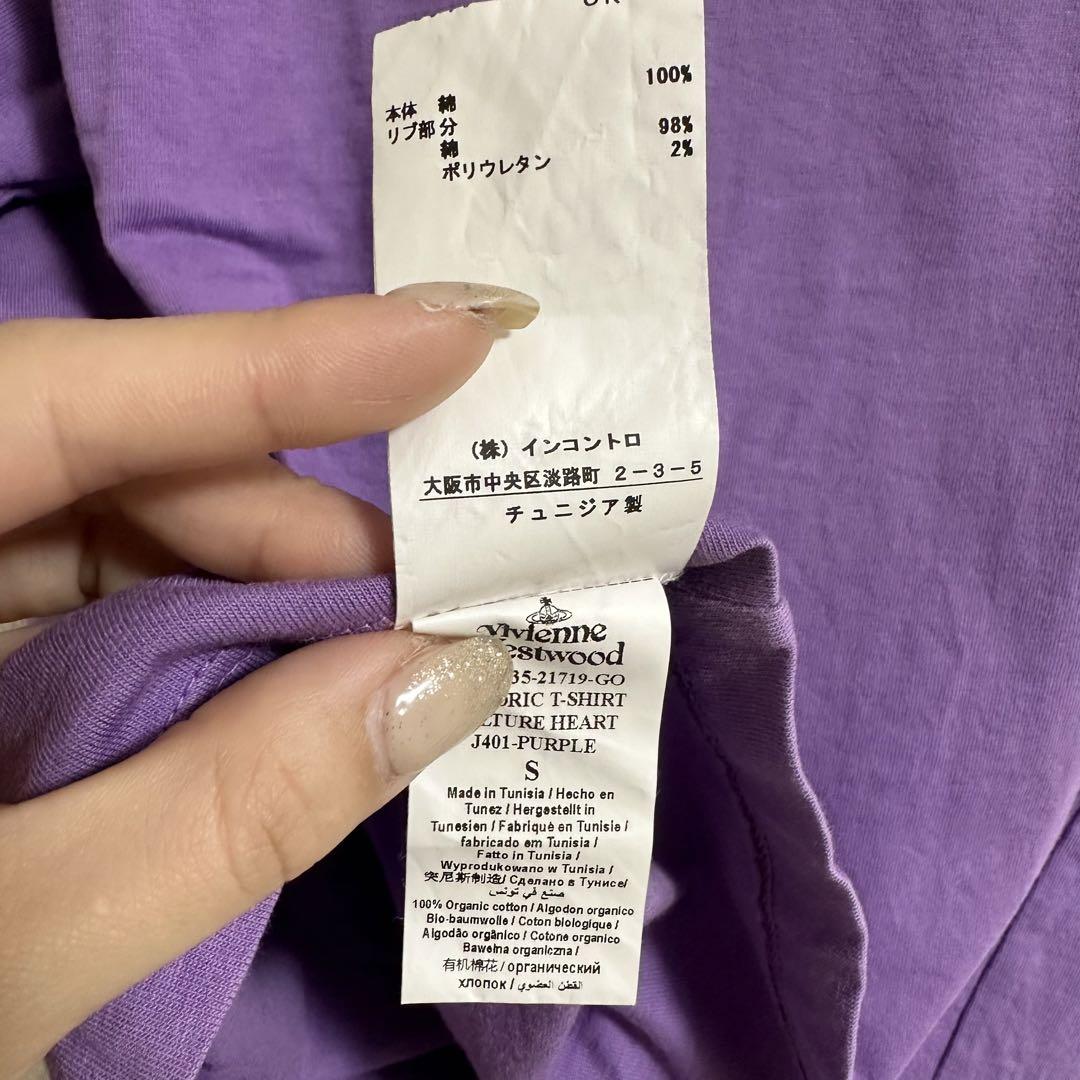 100%
本体 綿
リブ部分
98%
綿
2%
ポリウレタン
(株) インコントロ
大阪市中央区淡路町 2-3-5
チュニジア製
Vivienne
35-21719-GO
T-SHIRT
HEART
J401-PURPLE
S
Made in Tunisia / Hecho en
Tunez / Hergestellt in
Tunesien / Fabriqué en Tunisie /
fabricado em Tunisia /
Fatto in Tunisia /
Wyprodukowano w Tunisia /
突尼斯制造/ Сделано в Тунисе/
صنع في تونس
100% Organic cotton / Algodon organico
Bio-baumwolle / Coton biologique /
Algodão orgânico / Cotone organico
Bawełna organiczna /
有机棉花/ органический
хлопок / القطن العضوي